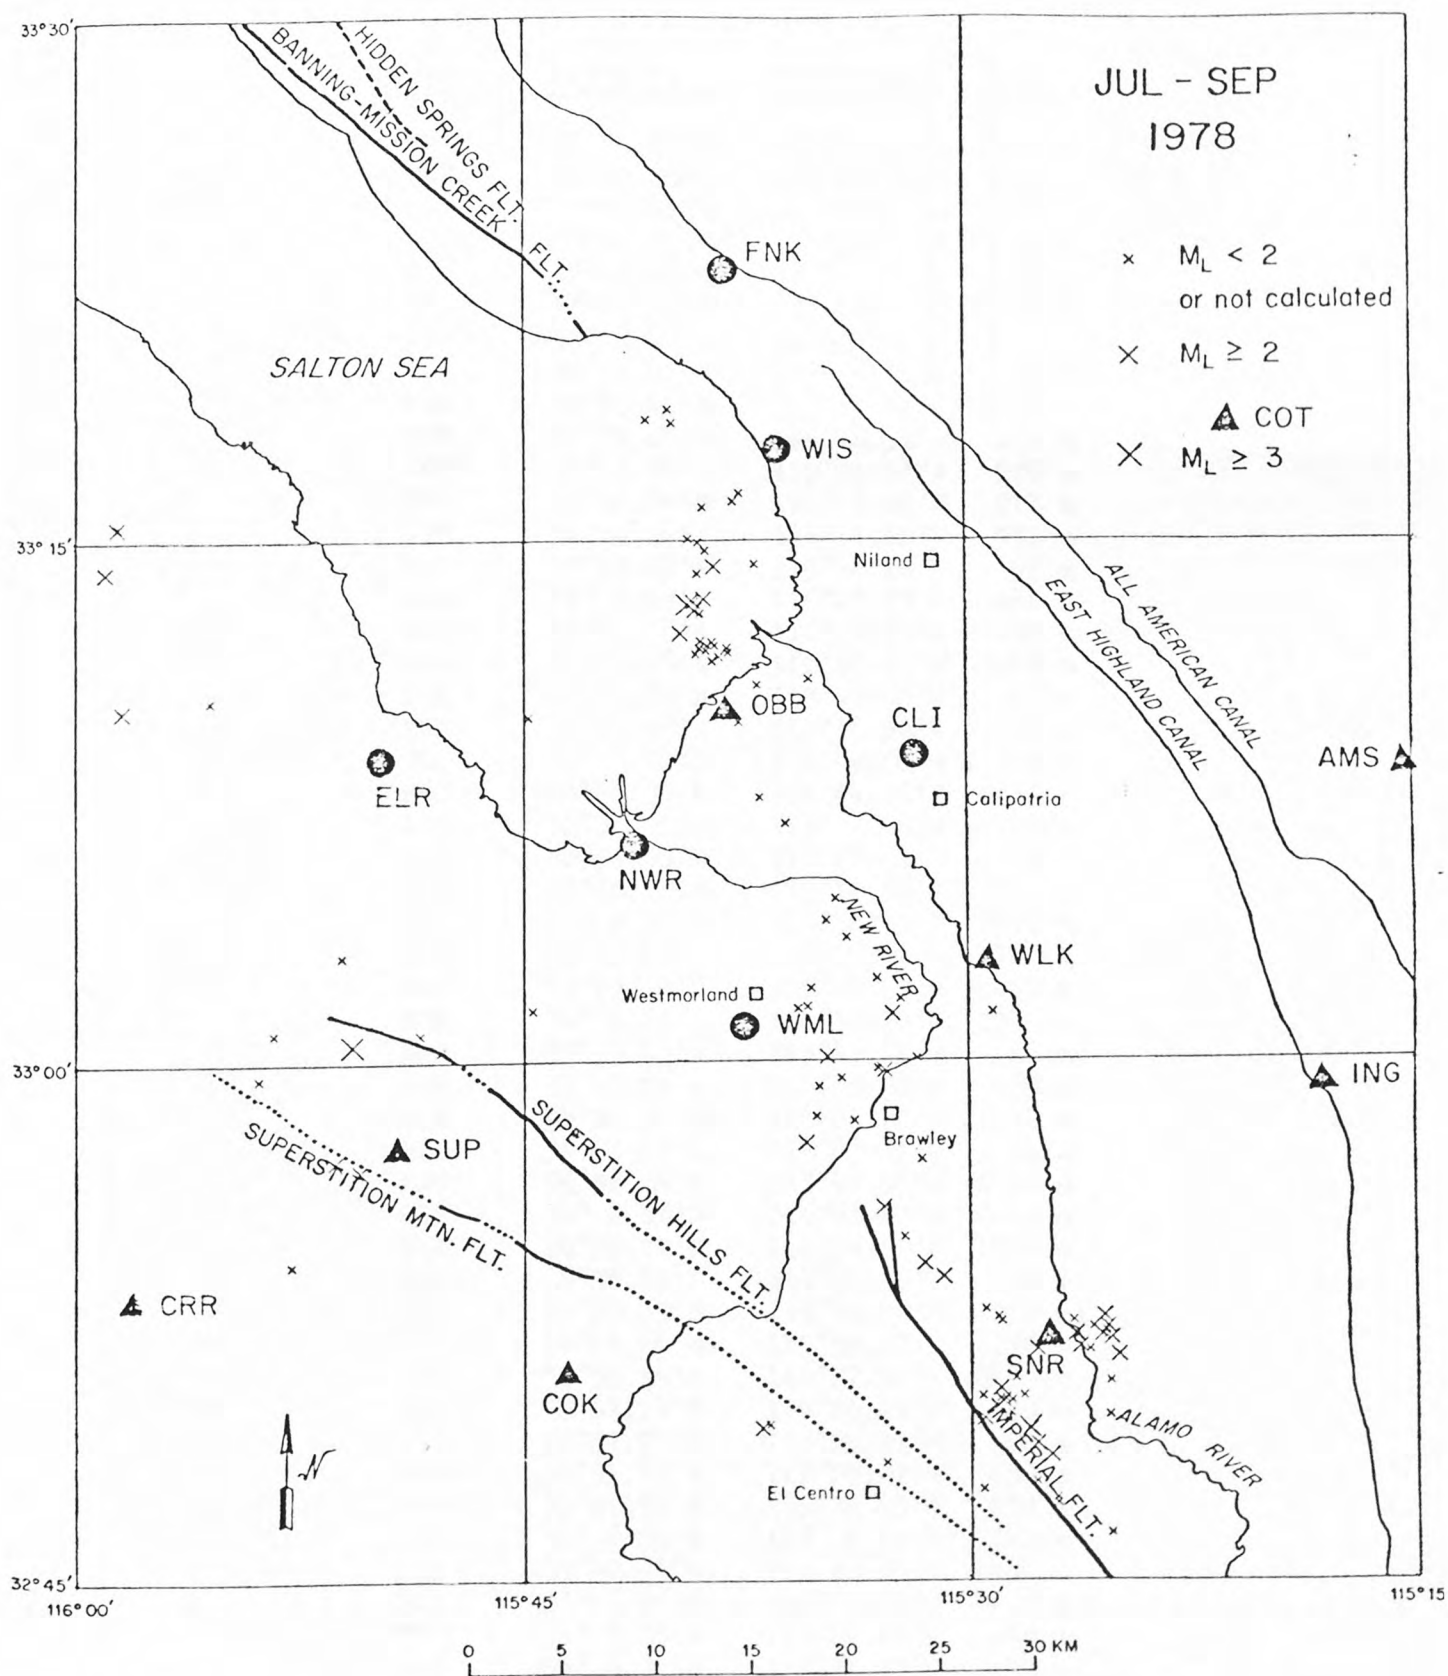 33°30'
BANNING-MISSION CREEK FLT.
HIDDEN SPRINGS FLT.
JUL - SEP
1978
FNK
× M_L < 2
or not calculated
× M_L ≥ 2
COT
× M_L ≥ 3
SALTON SEA
WIS
33°15'
Niland
ALL AMERICAN CANAL
EAST HIGHLAND CANAL
OBB
CLI
AMS
ELR
Calipatria
NWR
NEW RIVER
WLK
Westmorland
WML
33°00'
ING
SUPERSTITION HILLS FLT.
Brawley
SUP
SUPERSTITION MTN. FLT.
CRR
SNR
COK
IMPERIAL FLT.
ALAMO RIVER
N
El Centro
32°45'
116°00'
115°45'
115°30'
115°15'
0 5 10 15 20 25 30 KM